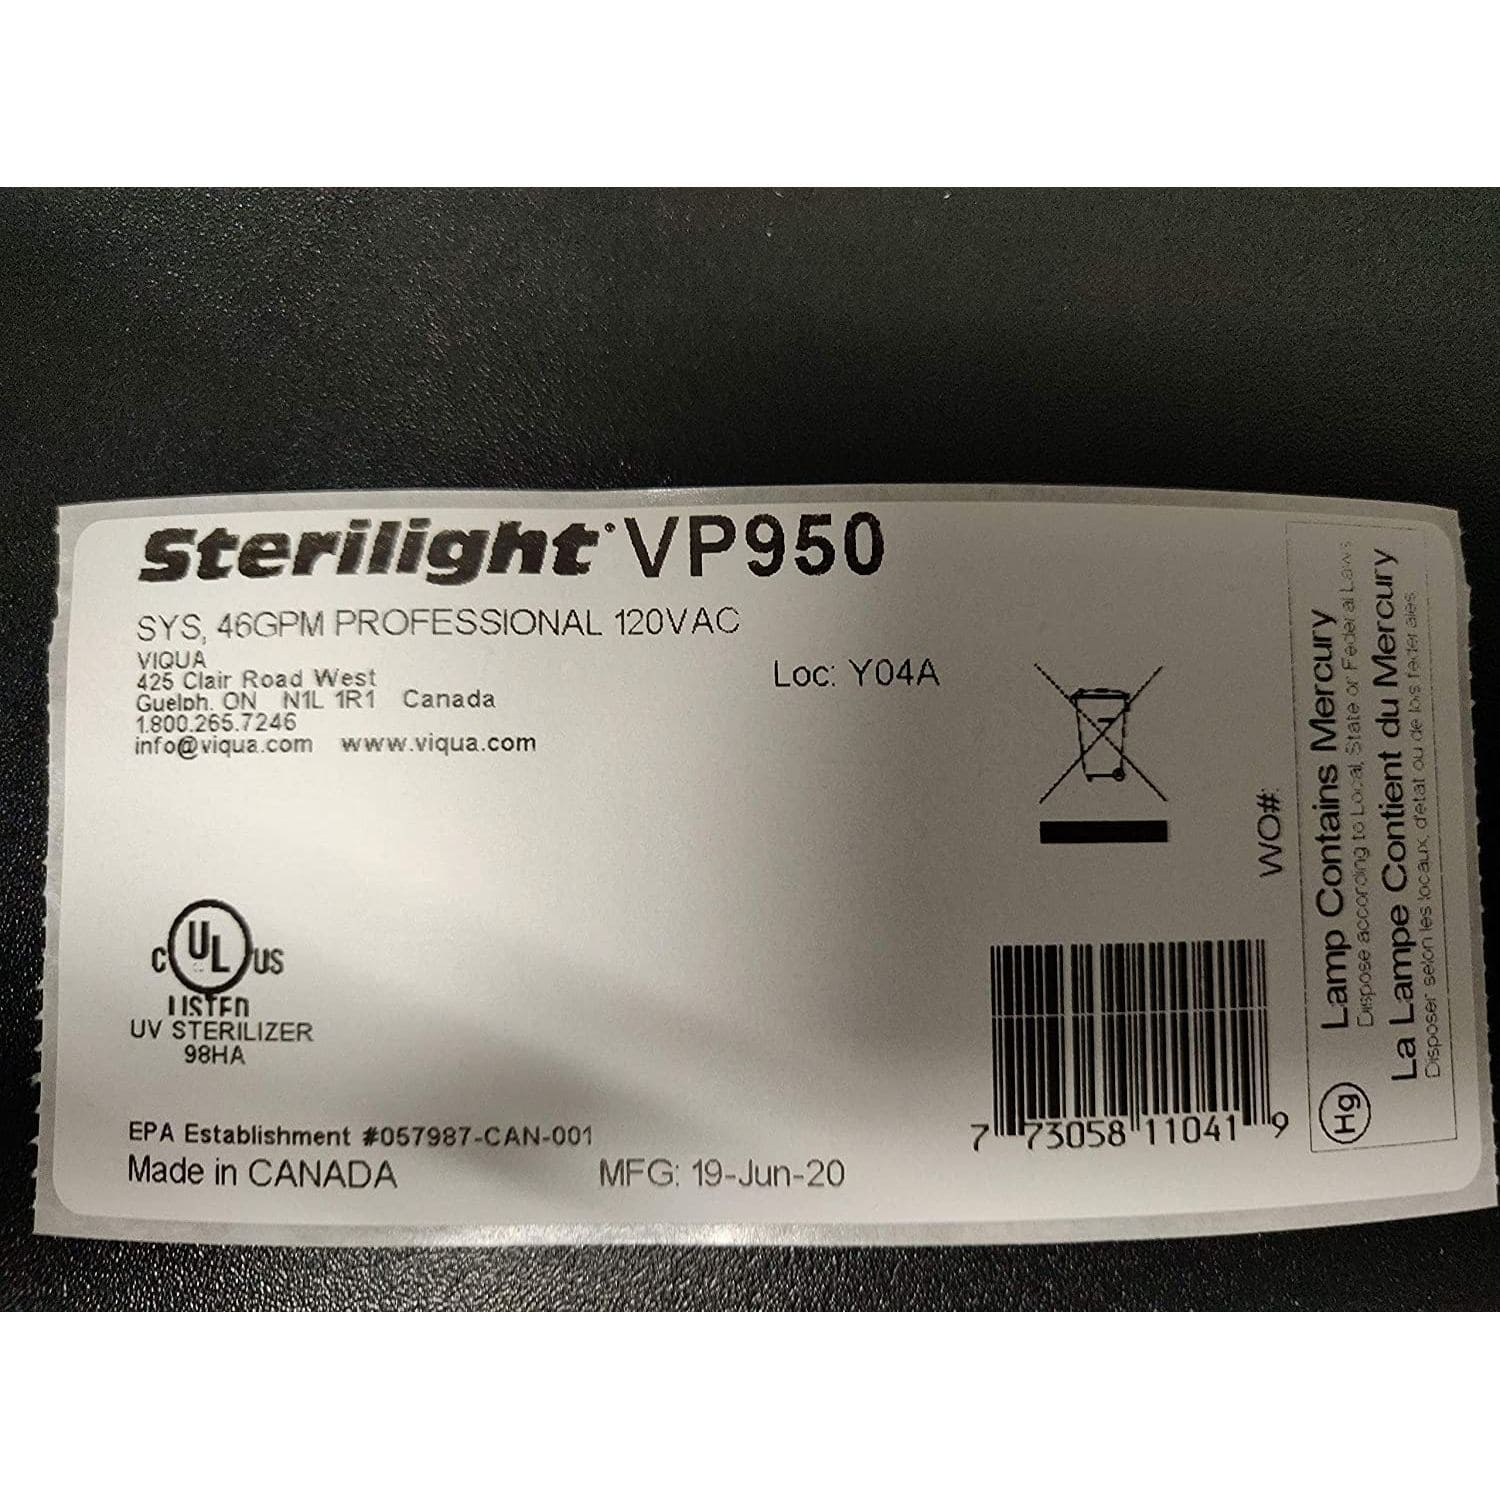 Sterilight® VP950
SYS, 46GPM PROFESSIONAL 120VAC
VIQUA
425 Clair Road West
Guelph, ON N1L 1R1 Canada
1.800.265.7246
info@viqua.com www.viqua.com
Loc: Y04A
WO#:
C UL US
LISTED
UV STERILIZER
98HA
EPA Establishment #057987-CAN-001
Made in CANADA
MFG: 19-Jun-20
7 73058 11041 9
Hg
Lamp Contains Mercury
Dispose according to Local, State or Federal Laws
La Lampe Contient du Mercury
Disposer selon les locaux, d'etat ou de lois federales